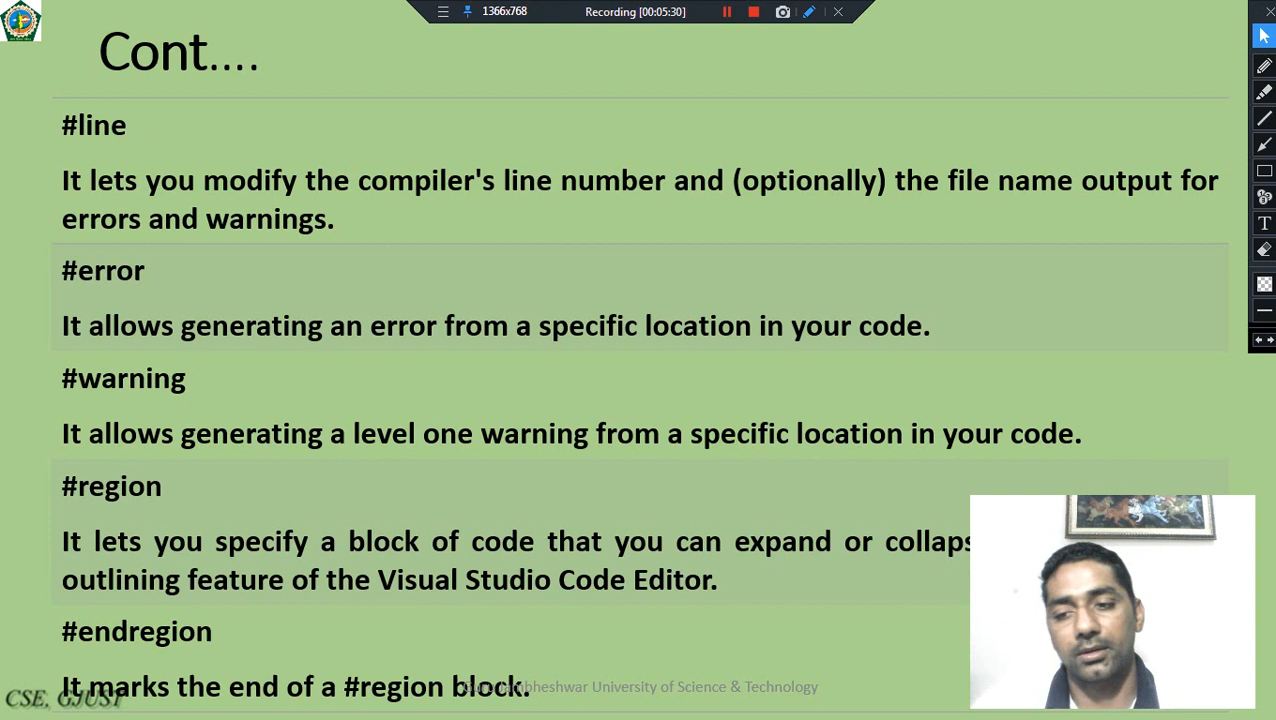 1366x768
Recording [00:05:30]
Cont....
#line
It lets you modify the compiler's line number and (optionally) the file name output for
errors and warnings.
#error
It allows generating an error from a specific location in your code.
#warning
It allows generating a level one warning from a specific location in your code.
#region
It lets you specify a block of code that you can expand or collaps
outlining feature of the Visual Studio Code Editor.
#endregion
It marks the end of a #region block.
University of Science & Technology
CSE, GJUST